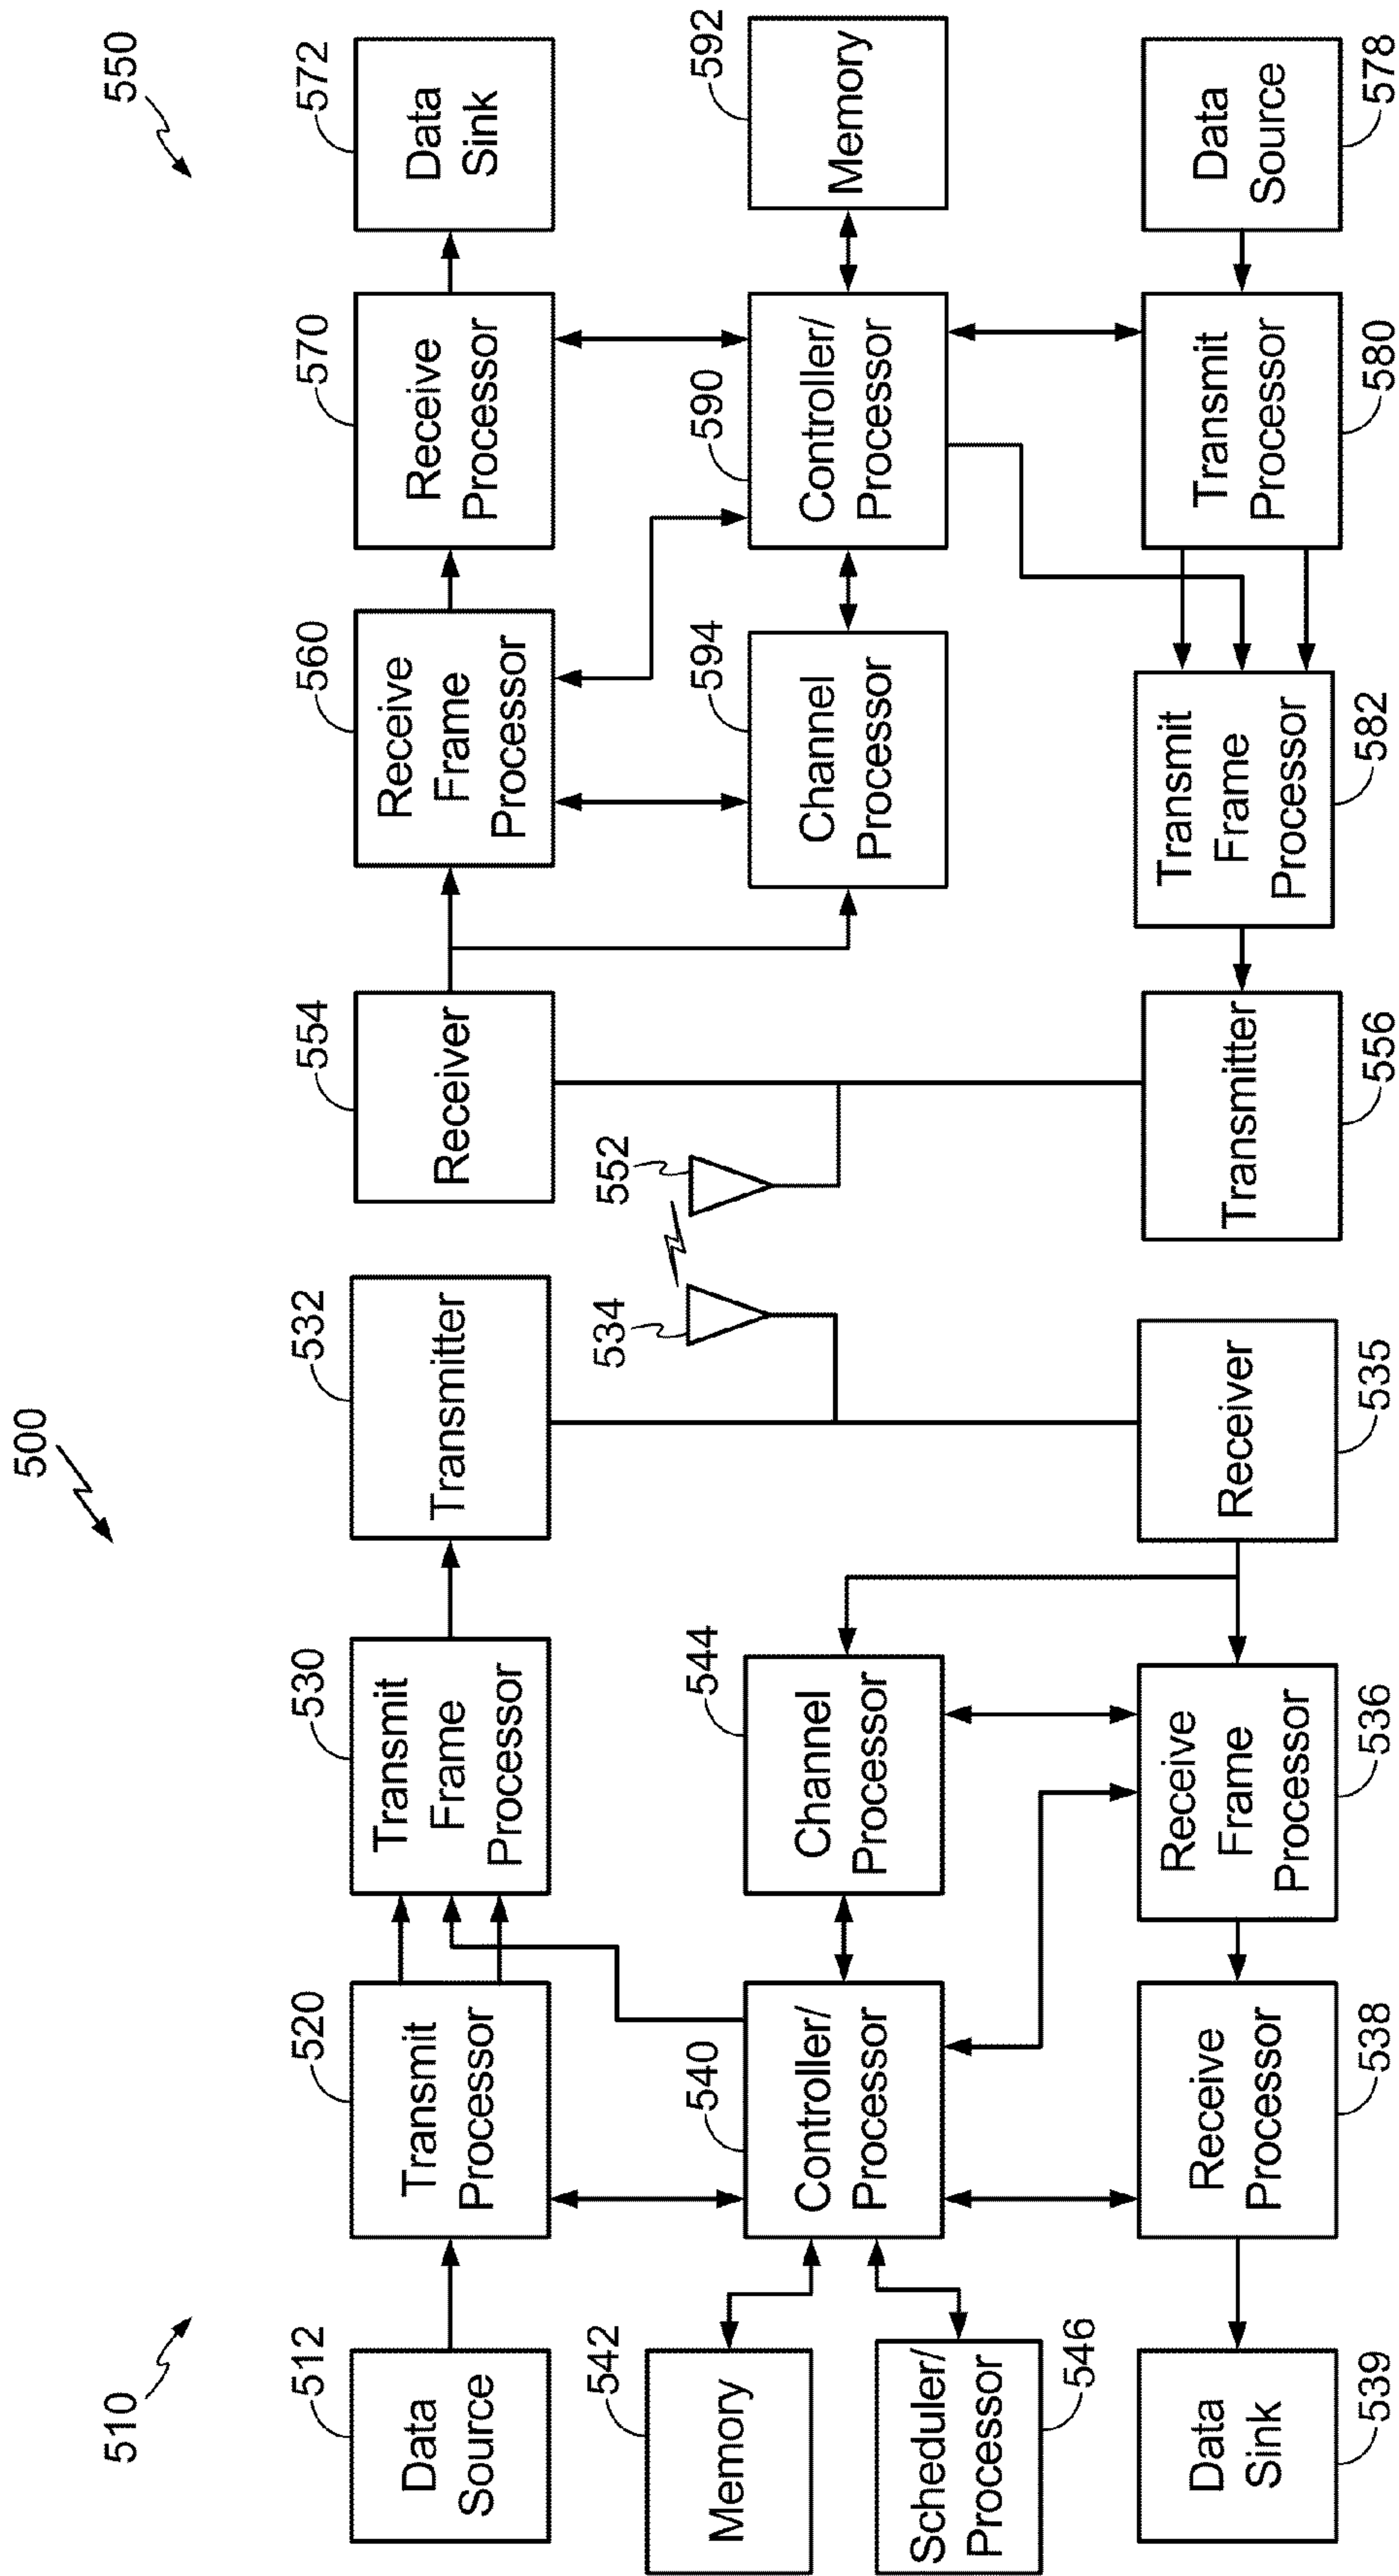 500
510
550
512
Data
Source
520
Transmit
Processor
530
Transmit
Frame
Processor
532
Transmitter
554
Receiver
560
Receive
Frame
Processor
570
Receive
Processor
572
Data
Sink
534
552
542
Memory
540
Controller/
Processor
544
Channel
Processor
594
Channel
Processor
590
Controller/
Processor
592
Memory
Scheduler/
Processor
546
Data
Sink
539
Receive
Processor
538
Receive
Frame
Processor
536
Receiver
535
Transmitter
556
Transmit
Frame
Processor
582
Transmit
Processor
580
Data
Source
578